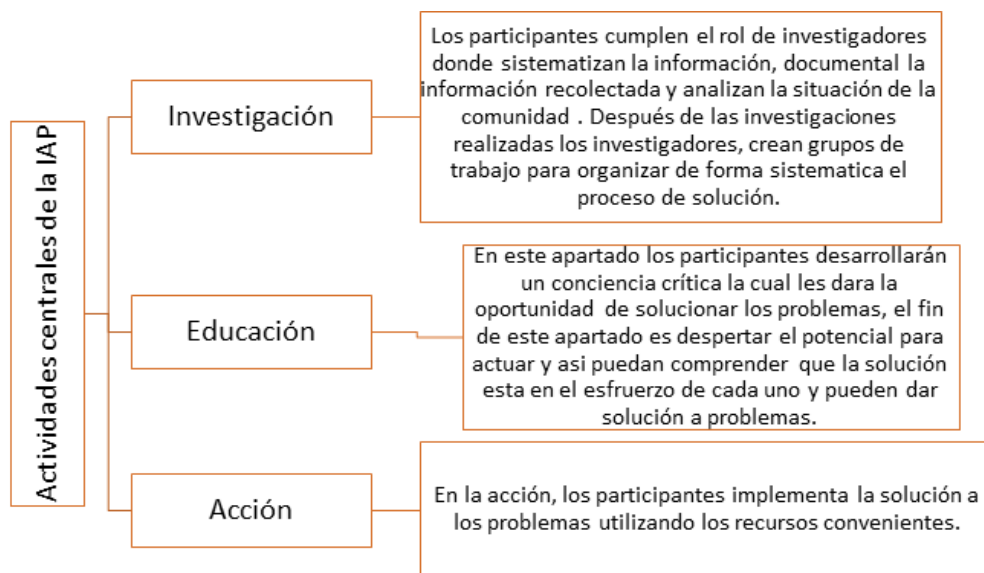 Actividades centrales de la IAP
Investigación
Los participantes cumplen el rol de investigadores
donde sistematizan la información, documental la
información recolectada y analizan la situación de la
comunidad . Después de las investigaciones
realizadas los investigadores, crean grupos de
trabajo para organizar de forma sistematica el
proceso de solución.
Educación
En este apartado los participantes desarrollarán
un conciencia crítica la cual les dara la
oportunidad de solucionar los problemas, el fin
de este apartado es despertar el potencial para
actuar y asi puedan comprender que la solución
esta en el esfruerzo de cada uno y pueden dar
solución a problemas.
Acción
En la acción, los participantes implementa la solución a
los problemas utilizando los recursos convenientes.